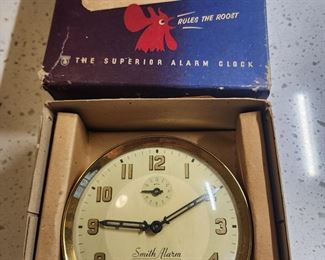 RULES THE ROOST
THE SUPERIOR ALARM CLOCK
12
11 1
10 2
9 3
8 4
Smith Alarm